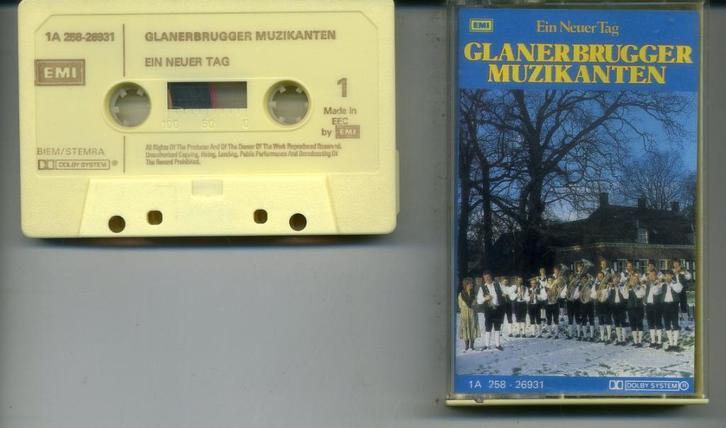 1A 258-26931
GLANERBRUGGER MUZIKANTEN
EMI
EIN NEUER TAG
1
Made in
EEC
by EMI
100 50 0
BIEM/STEMRA
DOLBY SYSTEM ®
All Rights Of The Producer And Of The Owner Of The Work Reproduced Reserved.
Unauthorised Copying, Hiring, Lending, Public Performance And Broadcasting Of
The Record Prohibited.
EMI
Ein Neuer Tag
GLANERBRUGGER
MUZIKANTEN
1A 258 - 26931
DOLBY SYSTEM ®